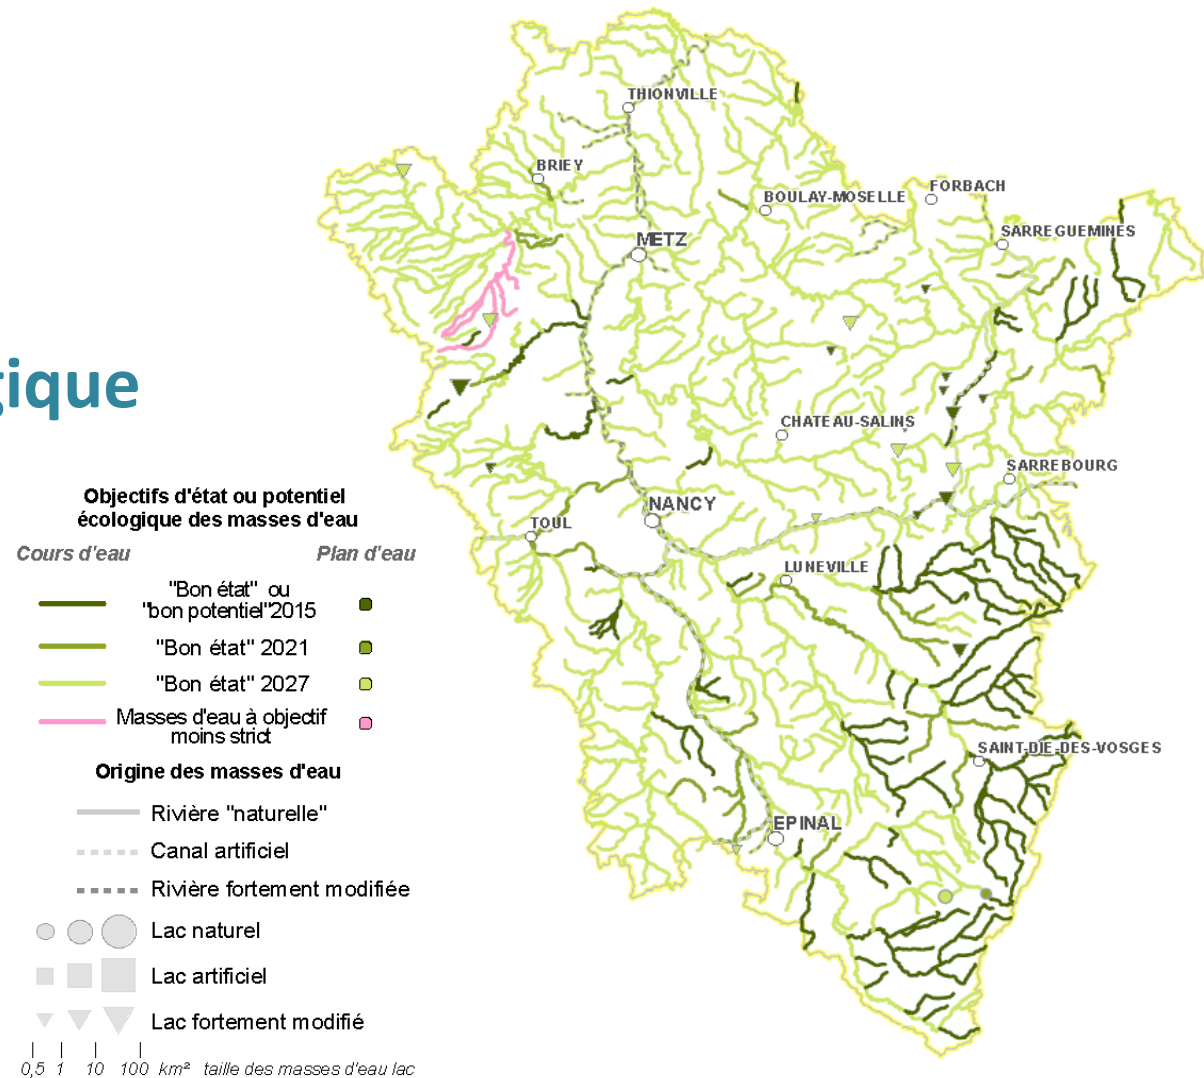 THIONVILLE
BRIEY
FORBACH
BOULAY-MOSELLE
SARREGUEMINES
METZ
gique
CHATEAU-SALINS
SARREBOURG
NANCY
TOUL
LUNEVILLE
SAINT-DIE-DES-VOSGES
EPINAL
Objectifs d'état ou potentiel
écologique des masses d'eau
Cours d'eau Plan d'eau
"Bon état" ou
"bon potentiel"2015
"Bon état" 2021
"Bon état" 2027
Masses d'eau à objectif
moins strict
Origine des masses d'eau
Rivière "naturelle"
Canal artificiel
Rivière fortement modifiée
Lac naturel
Lac artificiel
Lac fortement modifié
0,5 1 10 100 km² taille des masses d'eau lac